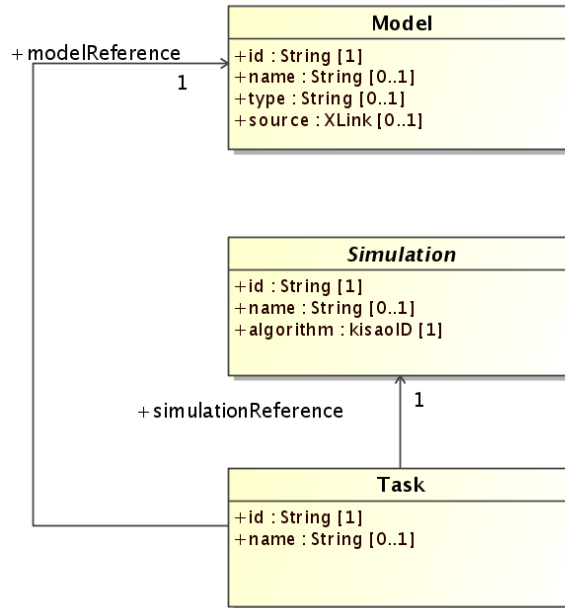 Model
+ modelReference
1
+id : String [1]
+name : String [0..1]
+type : String [0..1]
+source : XLink [0..1]
Simulation
+id : String [1]
+name : String [0..1]
+algorithm : kisaoID [1]
+ simulationReference
1
Task
+id : String [1]
+name : String [0..1]